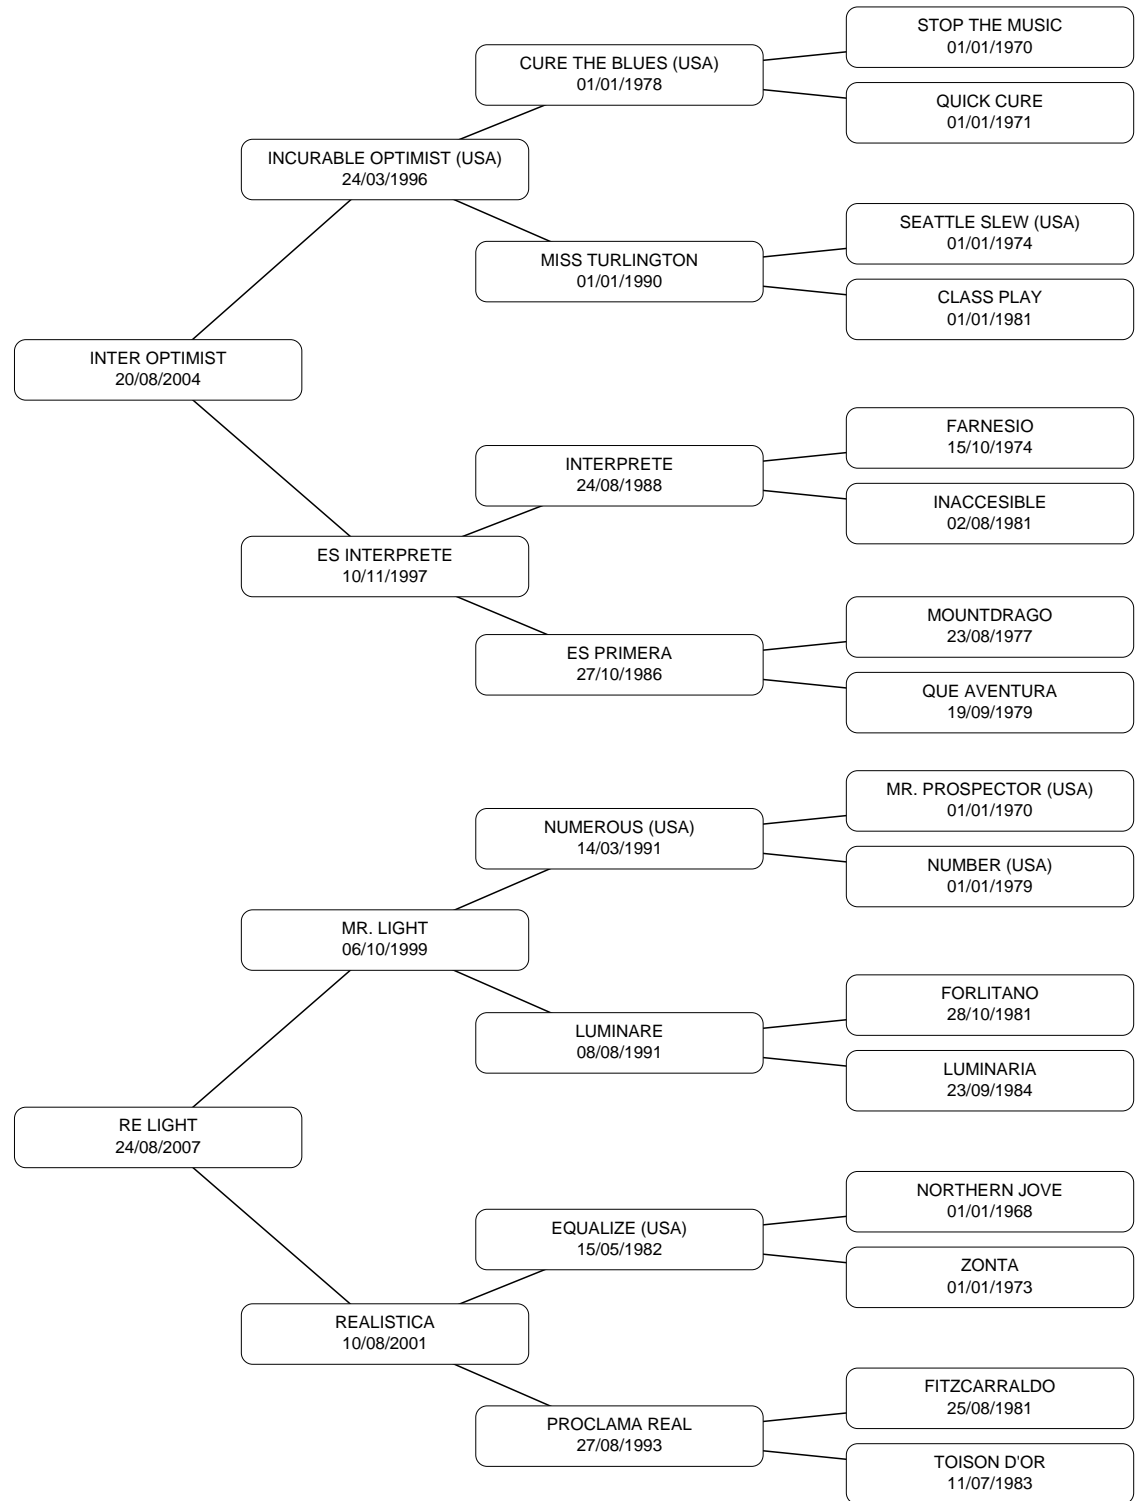 STOP THE MUSIC
01/01/1970
CURE THE BLUES (USA)
01/01/1978
QUICK CURE
01/01/1971
INCURABLE OPTIMIST (USA)
24/03/1996
SEATTLE SLEW (USA)
01/01/1974
MISS TURLINGTON
01/01/1990
CLASS PLAY
01/01/1981
INTER OPTIMIST
20/08/2004
FARNESIO
15/10/1974
INTERPRETE
24/08/1988
INACCESIBLE
02/08/1981
ES INTERPRETE
10/11/1997
MOUNTDRAGO
23/08/1977
ES PRIMERA
27/10/1986
QUE AVENTURA
19/09/1979
MR. PROSPECTOR (USA)
01/01/1970
NUMEROUS (USA)
14/03/1991
NUMBER (USA)
01/01/1979
MR. LIGHT
06/10/1999
FORLITANO
28/10/1981
LUMINARE
08/08/1991
LUMINARIA
23/09/1984
RE LIGHT
24/08/2007
NORTHERN JOVE
01/01/1968
EQUALIZE (USA)
15/05/1982
ZONTA
01/01/1973
REALISTICA
10/08/2001
FITZCARRALDO
25/08/1981
PROCLAMA REAL
27/08/1993
TOISON D'OR
11/07/1983